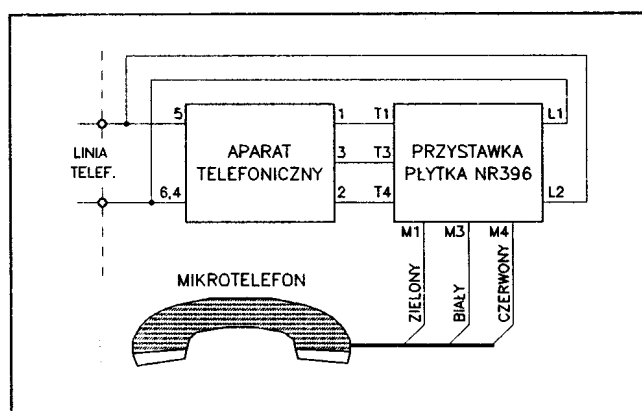 5
1
T1
L1
LINIA
TELEF.
APARAT
TELEFONICZNY
3
T3
PRZYSTAWKA
PŁYTKA NR396
6,4
2
T4
L2
M1
M3
M4
ZIELONY
BIAŁY
CZERWONY
MIKROTELEFON